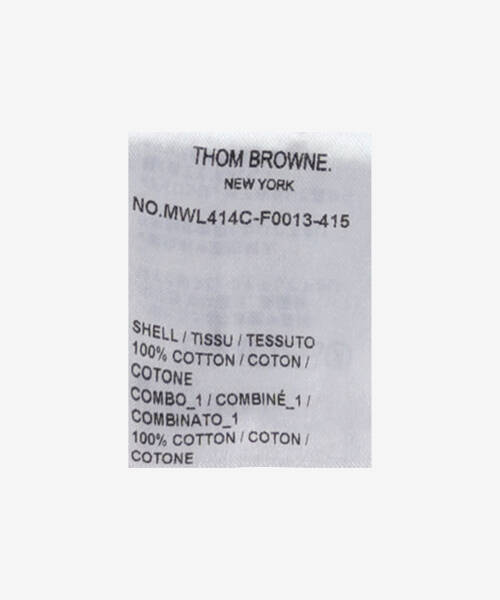 THOM BROWNE.
NEW YORK
NO.MWL414C-F0013-415
SHELL / TISSU / TESSUTO
100% COTTON / COTON /
COTONE
COMBO_1 / COMBINÉ_1 /
COMBINATO_1
100% COTTON / COTON /
COTONE